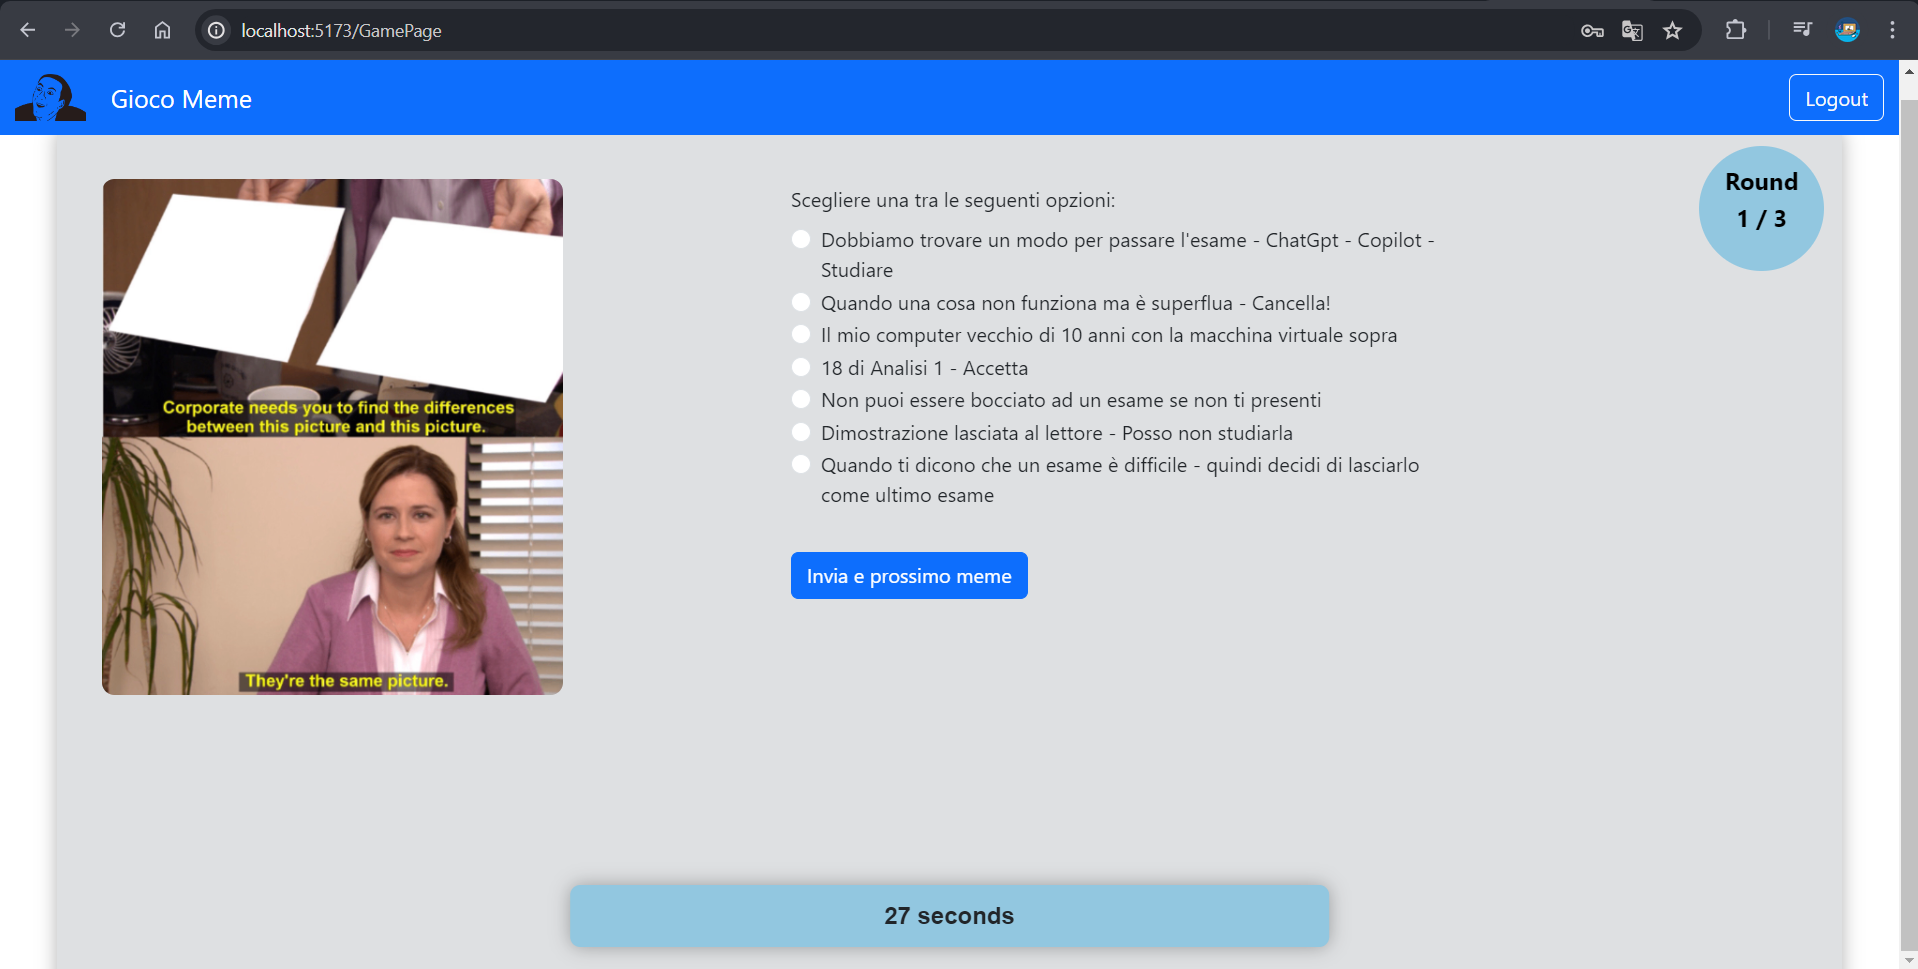 localhost:5173/GamePage
Gioco Meme
Logout
Round
1 / 3
Corporate needs you to find the differences
between this picture and this picture.
They're the same picture.
Scegliere una tra le seguenti opzioni:
Dobbiamo trovare un modo per passare l'esame - ChatGpt - Copilot -
Studiare
Quando una cosa non funziona ma è superflua - Cancella!
Il mio computer vecchio di 10 anni con la macchina virtuale sopra
18 di Analisi 1 - Accetta
Non puoi essere bocciato ad un esame se non ti presenti
Dimostrazione lasciata al lettore - Posso non studiarla
Quando ti dicono che un esame è difficile - quindi decidi di lasciarlo
come ultimo esame
Invia e prossimo meme
27 seconds